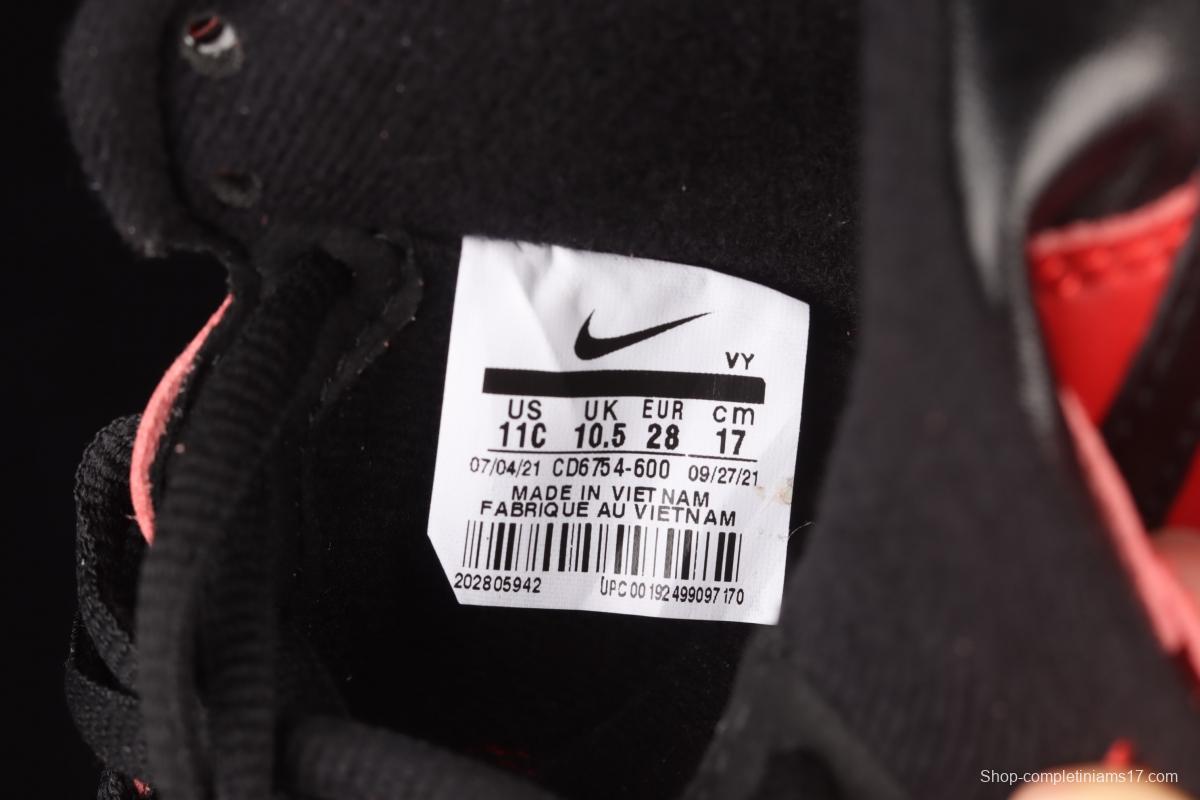 VY
US UK EUR cm
11C 10.5 28 17
07/04/21 CD6754-600 09/27/21
MADE IN VIETNAM
FABRIQUE AU VIETNAM
202805942 UPC 00192499097170
Shop-completiniams17.com